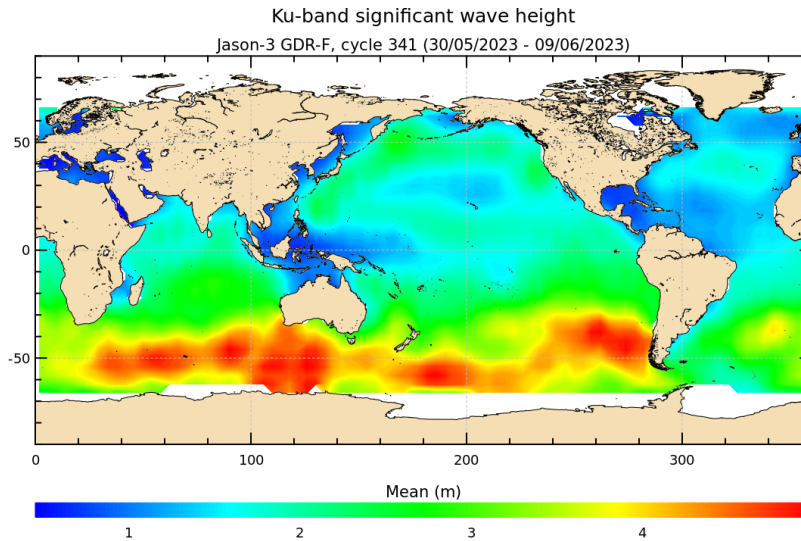 Ku-band significant wave height
Jason-3 GDR-F, cycle 341 (30/05/2023 - 09/06/2023)
50
0
-50
0 100 200 300
Mean (m)
1 2 3 4